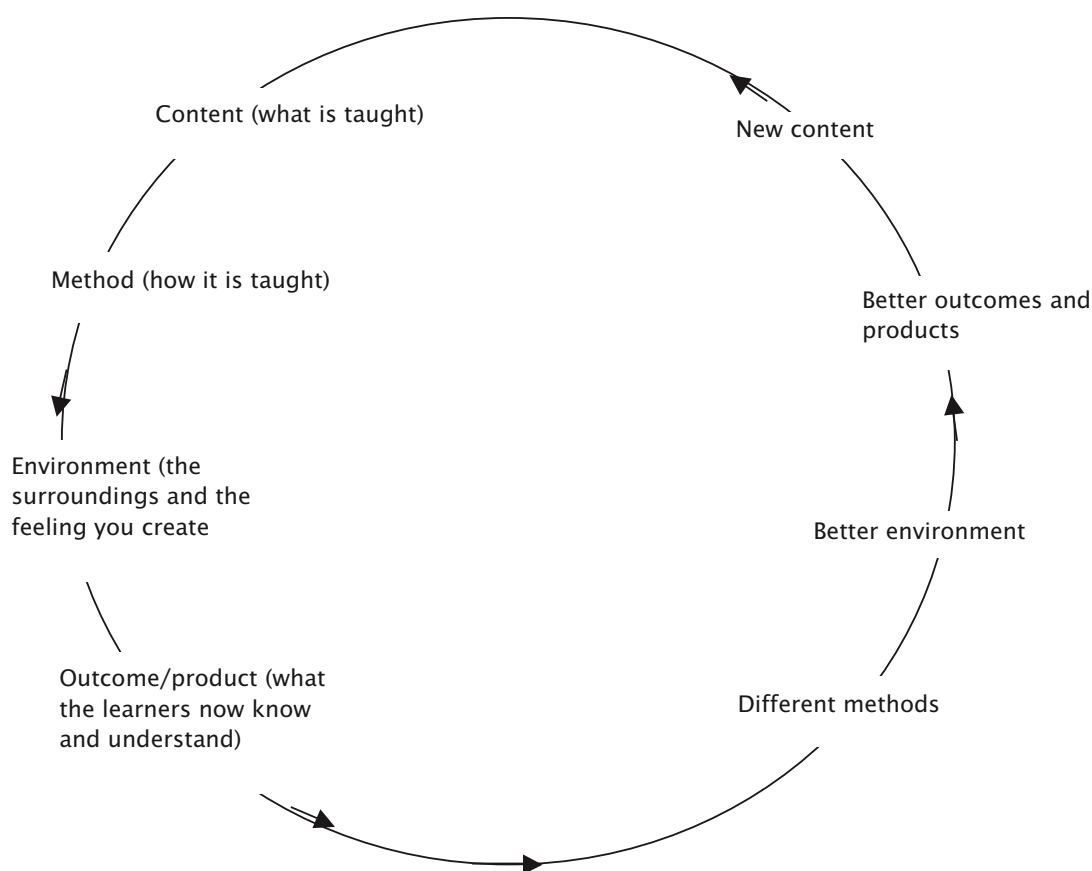 Content (what is taught)
New content
Method (how it is taught)
Better outcomes and
products
Environment (the
surroundings and the
feeling you create
Better environment
Outcome/product (what
the learners now know
and understand)
Different methods